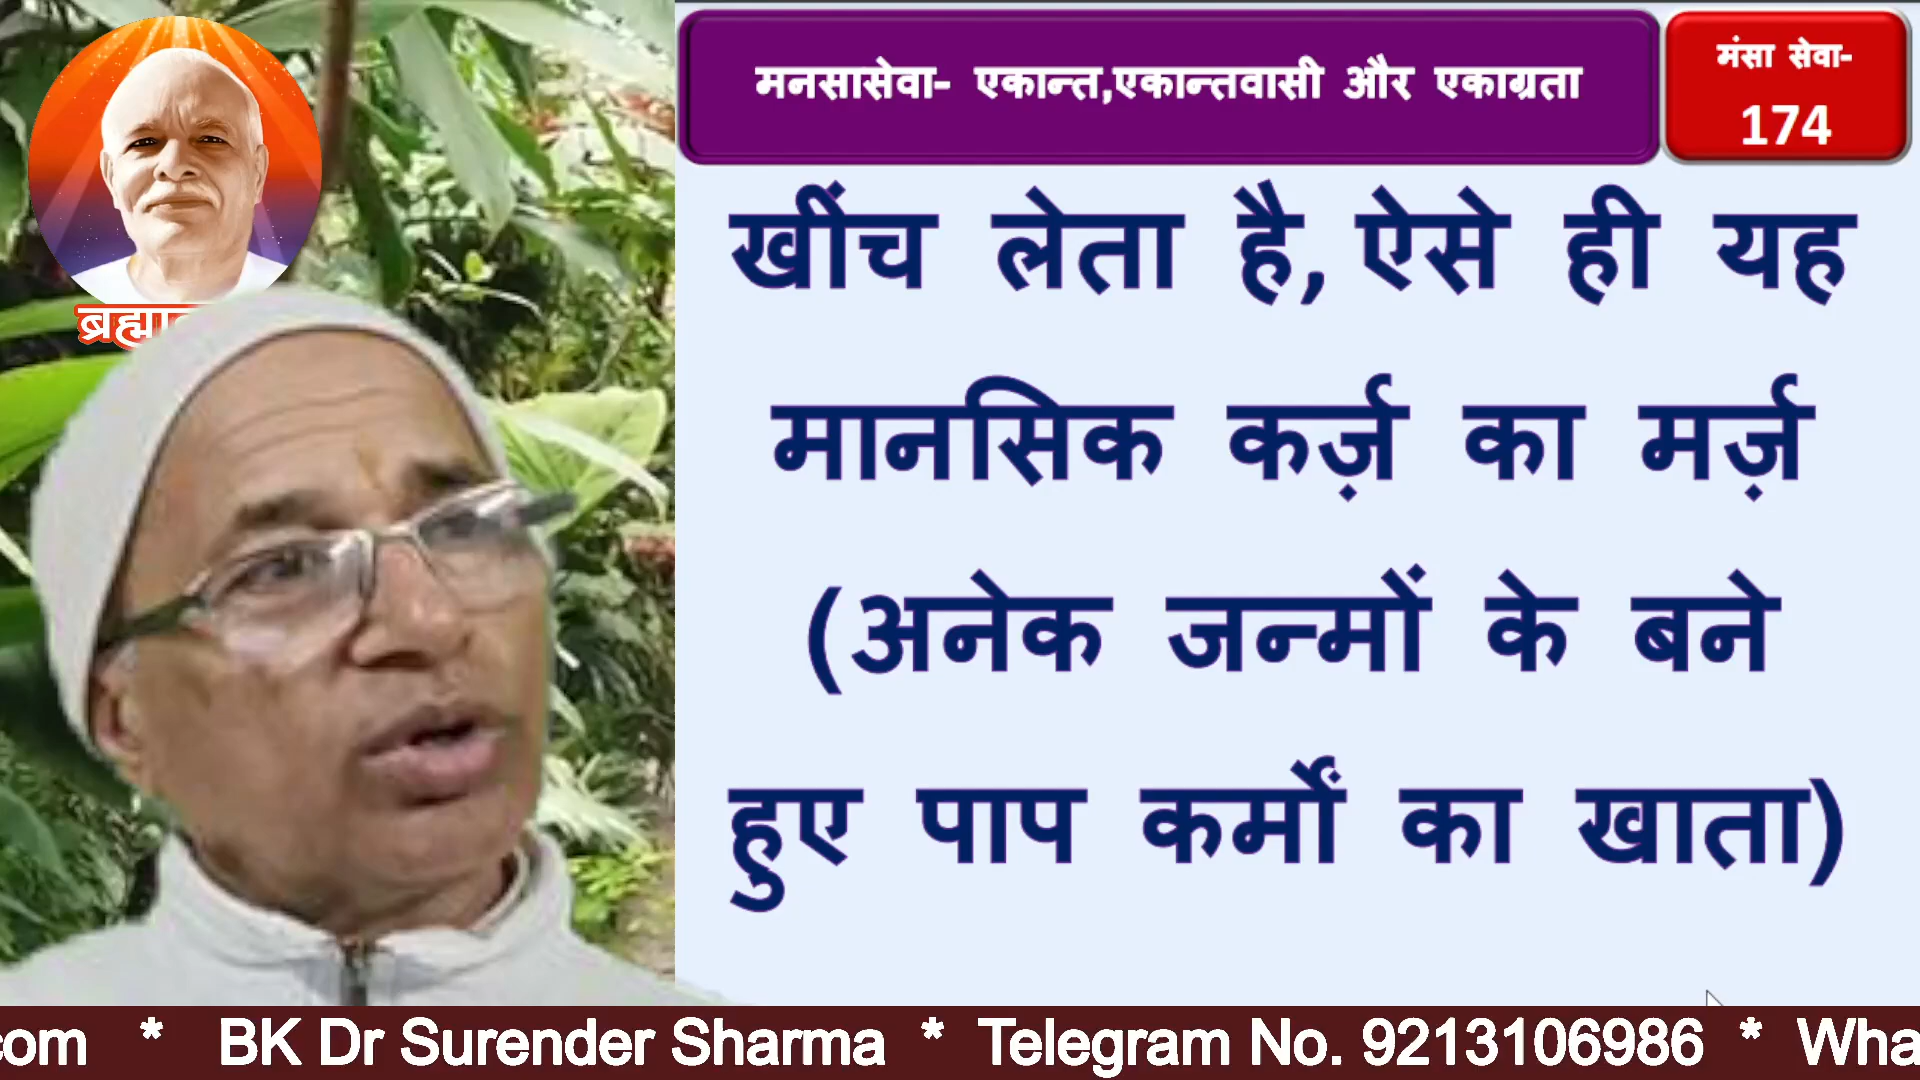 मनसासेवा- एकान्त,एकान्तवासी और एकाग्रता
मंसा सेवा-
174
खींच लेता है, ऐसे ही यह
मानसिक कर्ज़ का मर्ज़
(अनेक जन्मों के बने
हुए पाप कर्मों का खाता)
com * BK Dr Surender Sharma * Telegram No. 9213106986 * Wha